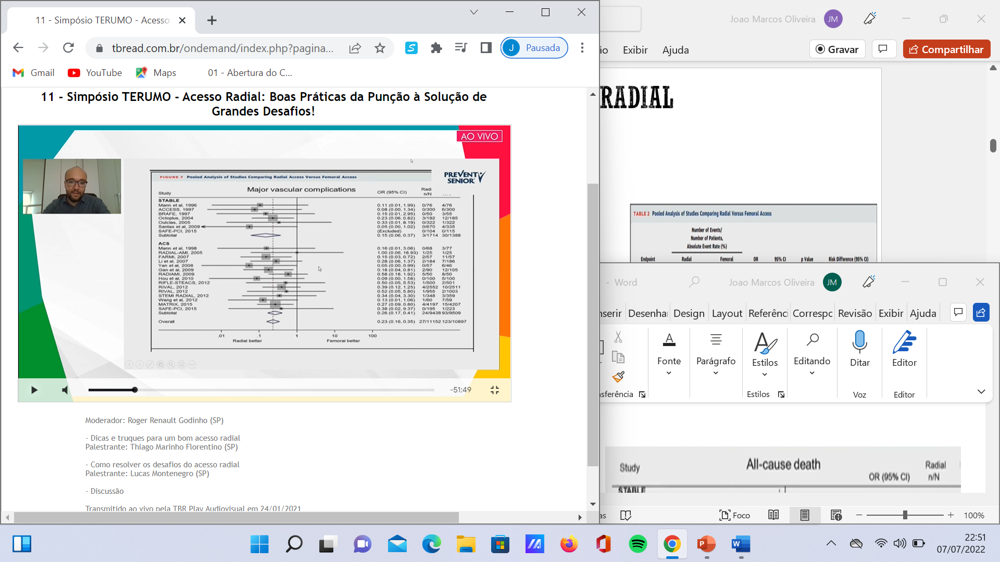 11 - Simpósio TERUMO - Acesso
tbread.com.br/ondemand/index.php?pagina...
J Pausada
Gmail
YouTube
Maps
01 - Abertura do C...
11 - Simpósio TERUMO - Acesso Radial: Boas Práticas da Punção à Solução de
Grandes Desafios!
AO VIVO
PREVENT
SENIOR
FIGURE 7 Pooled Analysis of Studies Comparing Radial Access Versus Femoral Access
Major vascular complications
Study OR (95% CI) Radi
n/N
STABLE
Mann et al, 1996 0.11 (0.01, 1.99) 0/76 4/76
ACCESS, 1997 0.08 (0.00, 1.34) 0/300 6/300
BRAFE, 1997 0.15 (0.01, 2.95) 0/50 3/55
Octoplus, 2004 0.23 (0.06, 0.82) 3/192 12/185
Outclas, 2005 0.33 (0.01, 8.19) 0/322 1/322
Santas et al, 2009 0.05 (0.00, 1.02) 0/670 4/335
SAFE-PCI, 2015 (Excluded) 0/104 0/115
Subtotal 0.15 (0.06, 0.37) 3/1714 30/1388
ACS
Mann et al, 1998 0.16 (0.01, 3.06) 0/68 3/77
RADIAL-AMI, 2005 1.00 (0.06, 16.93) 1/25 1/25
FARMI, 2007 0.15 (0.03, 0.72) 2/57 11/57
Li et al, 2007 0.28 (0.06, 1.37) 2/184 7/186
Yan et al, 2008 0.05 (0.00, 0.99) 0/57 6/46
Gan et al, 2009 0.18 (0.04, 0.81) 2/90 12/105
RADIAMI, 2009 0.58 (0.18, 1.92) 5/50 8/50
Hou et al, 2010 0.09 (0.00, 1.58) 0/100 5/100
RIFLE-STEACS, 2012 0.50 (0.05, 5.53) 1/500 2/501
RIVAL, 2012 0.39 (0.12, 1.25) 4/2552 10/2511
RIVAL, 2012 0.52 (0.05, 5.80) 1/955 2/1003
STEMI RADIAL, 2012 0.34 (0.04, 3.30) 1/348 3/359
Wang et al, 2012 0.13 (0.01, 1.06) 1/60 7/59
MATRIX, 2015 0.27 (0.09, 0.80) 4/4197 15/4207
SAFE-PCI, 2015 0.38 (0.02, 9.37) 0/195 1/223
Subtotal 0.26 (0.17, 0.41) 24/9438 93/9509
Overall 0.23 (0.16, 0.35) 27/11152 123/10897
.01 .1 1 10 100
Radial better Femoral better
-51:49
Moderador: Roger Renault Godinho (SP)
- Dicas e truques para um bom acesso radial
Palestrante: Thiago Marinho Florentino (SP)
- Como resolver os desafios do acesso radial
Palestrante: Lucas Montenegro (SP)
- Discussão
Transmitido ao vivo pela TBR Play Audiovisual em 24/01/2021
Joao Marcos Oliveira JM
ão Exibir Ajuda
Gravar
Compartilhar
RADIAL
TABLE 2 Pooled Analysis of Studies Comparing Radial Versus Femoral Access
Number of Events/
Number of Patients,
Absolute Event Rate (%)
Endpoint Radial Femoral OR 95% CI p Value Risk Difference (95% CI)
- Word
Joao Marcos Oliveira JM
nserir Desenha Design Layout Referênci Correspc Revisão Exibir Ajuda
Fonte
Parágrafo
Estilos
Editando
Ditar
Editor
sferência
Estilos
Voz
Editor
Study All-cause death Radial
OR (95% CI) n/N
STABLE
as
Foco
100%
22:51
07/07/2022